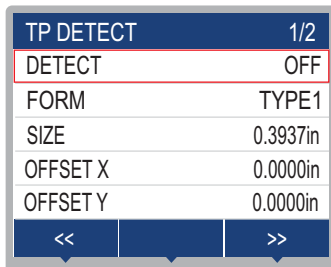 TP DETECT 1/2
DETECT OFF
FORM TYPE1
SIZE 0.3937in
OFFSET X 0.0000in
OFFSET Y 0.0000in
<< >>